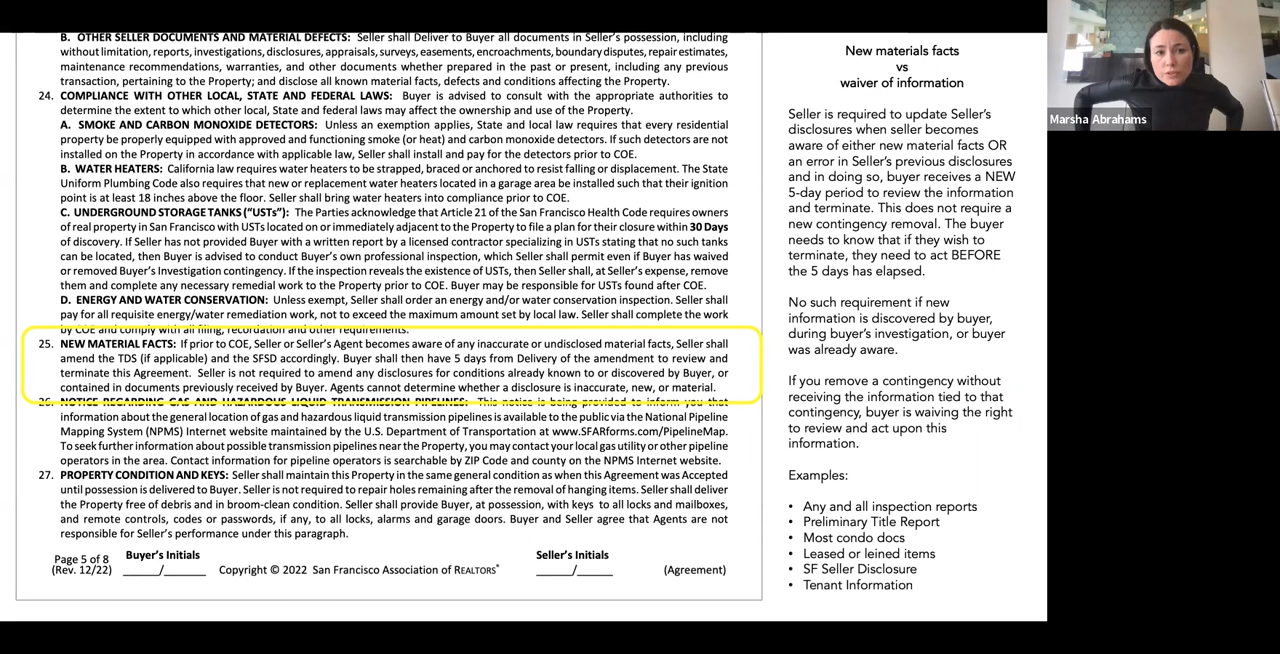 B. OTHER SELLER DOCUMENTS AND MATERIAL DEFECTS: Seller shall Deliver to Buyer all documents in Seller's possession, including
without limitation, reports, investigations, disclosures, appraisals, surveys, easements, encroachments, boundary disputes, repair estimates,
maintenance recommendations, warranties, and other documents whether prepared in the past or present, including any previous
transaction, pertaining to the Property; and disclose all known material facts, defects and conditions affecting the Property.
24. COMPLIANCE WITH OTHER LOCAL, STATE AND FEDERAL LAWS: Buyer is advised to consult with the appropriate authorities to
determine the extent to which other local, State and federal laws may affect the ownership and use of the Property.
A. SMOKE AND CARBON MONOXIDE DETECTORS: Unless an exemption applies, State and local law requires that every residential
property be properly equipped with approved and functioning smoke (or heat) and carbon monoxide detectors. If such detectors are not
installed on the Property in accordance with applicable law, Seller shall install and pay for the detectors prior to COE.
B. WATER HEATERS: California law requires water heaters to be strapped, braced or anchored to resist falling or displacement. The State
Uniform Plumbing Code also requires that new or replacement water heaters located in a garage area be installed such that their ignition
point is at least 18 inches above the floor. Seller shall bring water heaters into compliance prior to COE.
C. UNDERGROUND STORAGE TANKS ("USTs"): The Parties acknowledge that Article 21 of the San Francisco Health Code requires owners
of real property in San Francisco with USTs located on or immediately adjacent to the Property to file a plan for their closure within 30 Days
of discovery. If Seller has not provided Buyer with a written report by a licensed contractor specializing in USTs stating that no such tanks
can be located, then Buyer is advised to conduct Buyer's own professional inspection, which Seller shall permit even if Buyer has waived
or removed Buyer's Investigation contingency. If the inspection reveals the existence of USTs, then Seller shall, at Seller's expense, remove
them and complete any necessary remedial work to the Property prior to COE. Buyer may be responsible for USTs found after COE.
D. ENERGY AND WATER CONSERVATION: Unless exempt, Seller shall order an energy and/or water conservation inspection. Seller shall
pay for all requisite energy/water remediation work, not to exceed the maximum amount set by local law. Seller shall complete the work
by COE and comply with all filing, recordation and other requirements.
25. NEW MATERIAL FACTS: If prior to COE, Seller or Seller's Agent becomes aware of any inaccurate or undisclosed material facts, Seller shall
amend the TDS (if applicable) and the SFSD accordingly. Buyer shall then have 5 days from Delivery of the amendment to review and
terminate this Agreement. Seller is not required to amend any disclosures for conditions already known to or discovered by Buyer, or
contained in documents previously received by Buyer. Agents cannot determine whether a disclosure is inaccurate, new, or material.
26. NOTICE REGARDING GAS AND HAZARDOUS LIQUID TRANSMISSION PIPELINES: This notice is being provided to inform you that
information about the general location of gas and hazardous liquid transmission pipelines is available to the public via the National Pipeline
Mapping System (NPMS) Internet website maintained by the U.S. Department of Transportation at www.SFARforms.com/PipelineMap.
To seek further information about possible transmission pipelines near the Property, you may contact your local gas utility or other pipeline
operators in the area. Contact information for pipeline operators is searchable by ZIP Code and county on the NPMS Internet website.
27. PROPERTY CONDITION AND KEYS: Seller shall maintain this Property in the same general condition as when this Agreement was Accepted
until possession is delivered to Buyer. Seller is not required to repair holes remaining after the removal of hanging items. Seller shall deliver
the Property free of debris and in broom-clean condition. Seller shall provide Buyer, at possession, with keys to all locks and mailboxes,
and remote controls, codes or passwords, if any, to all locks, alarms and garage doors. Buyer and Seller agree that Agents are not
responsible for Seller's performance under this paragraph.
Page 5 of 8
(Rev. 12/22)
Buyer's Initials
______/_______
Copyright © 2022 San Francisco Association of REALTORS®
Seller's Initials
______/______
(Agreement)
New materials facts
vs
waiver of information
Seller is required to update Seller's
disclosures when seller becomes
aware of either new material facts OR
an error in Seller's previous disclosures
and in doing so, buyer receives a NEW
5-day period to review the information
and terminate. This does not require a
new contingency removal. The buyer
needs to know that if they wish to
terminate, they need to act BEFORE
the 5 days has elapsed.
No such requirement if new
information is discovered by buyer,
during buyer's investigation, or buyer
was already aware.
If you remove a contingency without
receiving the information tied to that
contingency, buyer is waiving the right
to review and act upon this
information.
Examples:
• Any and all inspection reports
• Preliminary Title Report
• Most condo docs
• Leased or leined items
• SF Seller Disclosure
• Tenant Information
Marsha Abrahams